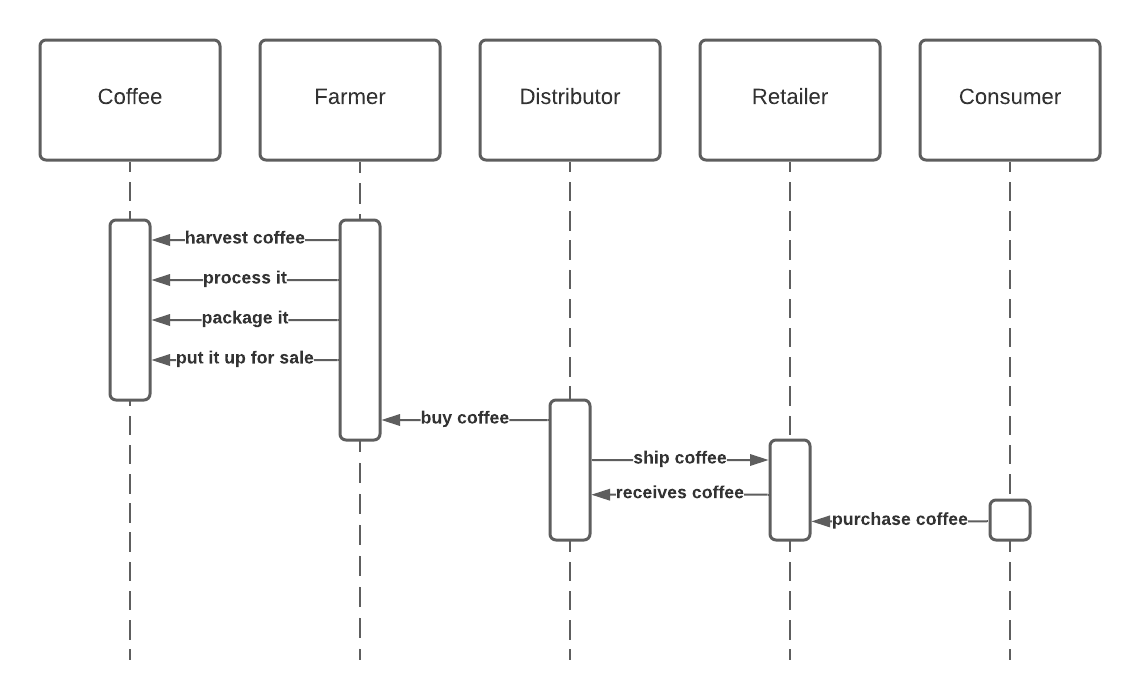 Coffee
Farmer
Distributor
Retailer
Consumer
harvest coffee
process it
package it
put it up for sale
buy coffee
ship coffee
receives coffee
purchase coffee